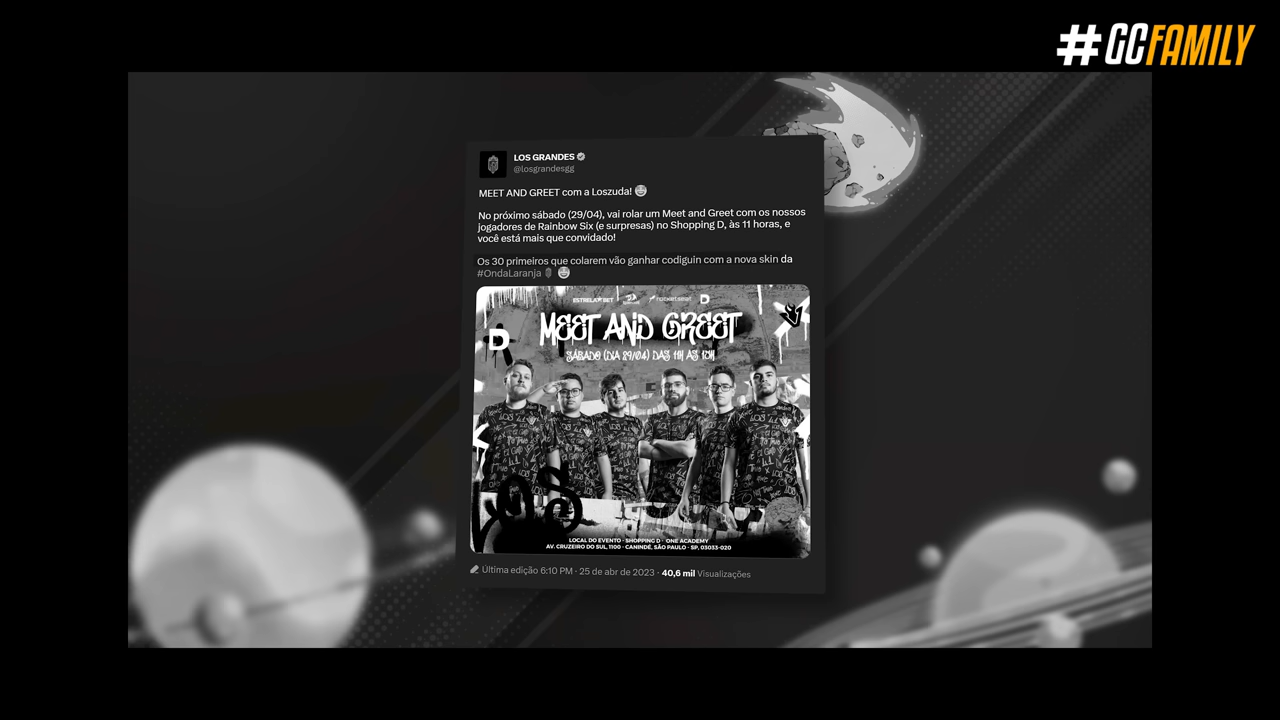 #GCFAMILY
LOS GRANDES
@losgrandesgg
MEET AND GREET com a Loszuda!
No próximo sábado (29/04), vai rolar um Meet and Greet com os nossos
jogadores de Rainbow Six (e surpresas) no Shopping D, às 11 horas, e
você está mais que convidado!
Os 30 primeiros que colarem vão ganhar codiguin com a nova skin da
#OndaLaranja
ESTRELA BET
rocketseat
D
D
MEET AND GREET
SÁBADO (DIA 29/04) DAS 11H ÀS 13H
LOS
LOCAL DO EVENTO · SHOPPING D · ONE ACADEMY
AV. CRUZEIRO DO SUL, 1100 · CANINDÉ, SÃO PAULO · SP, 03033-020
Última edição 6:10 PM · 25 de abr de 2023 · 40,6 mil Visualizações